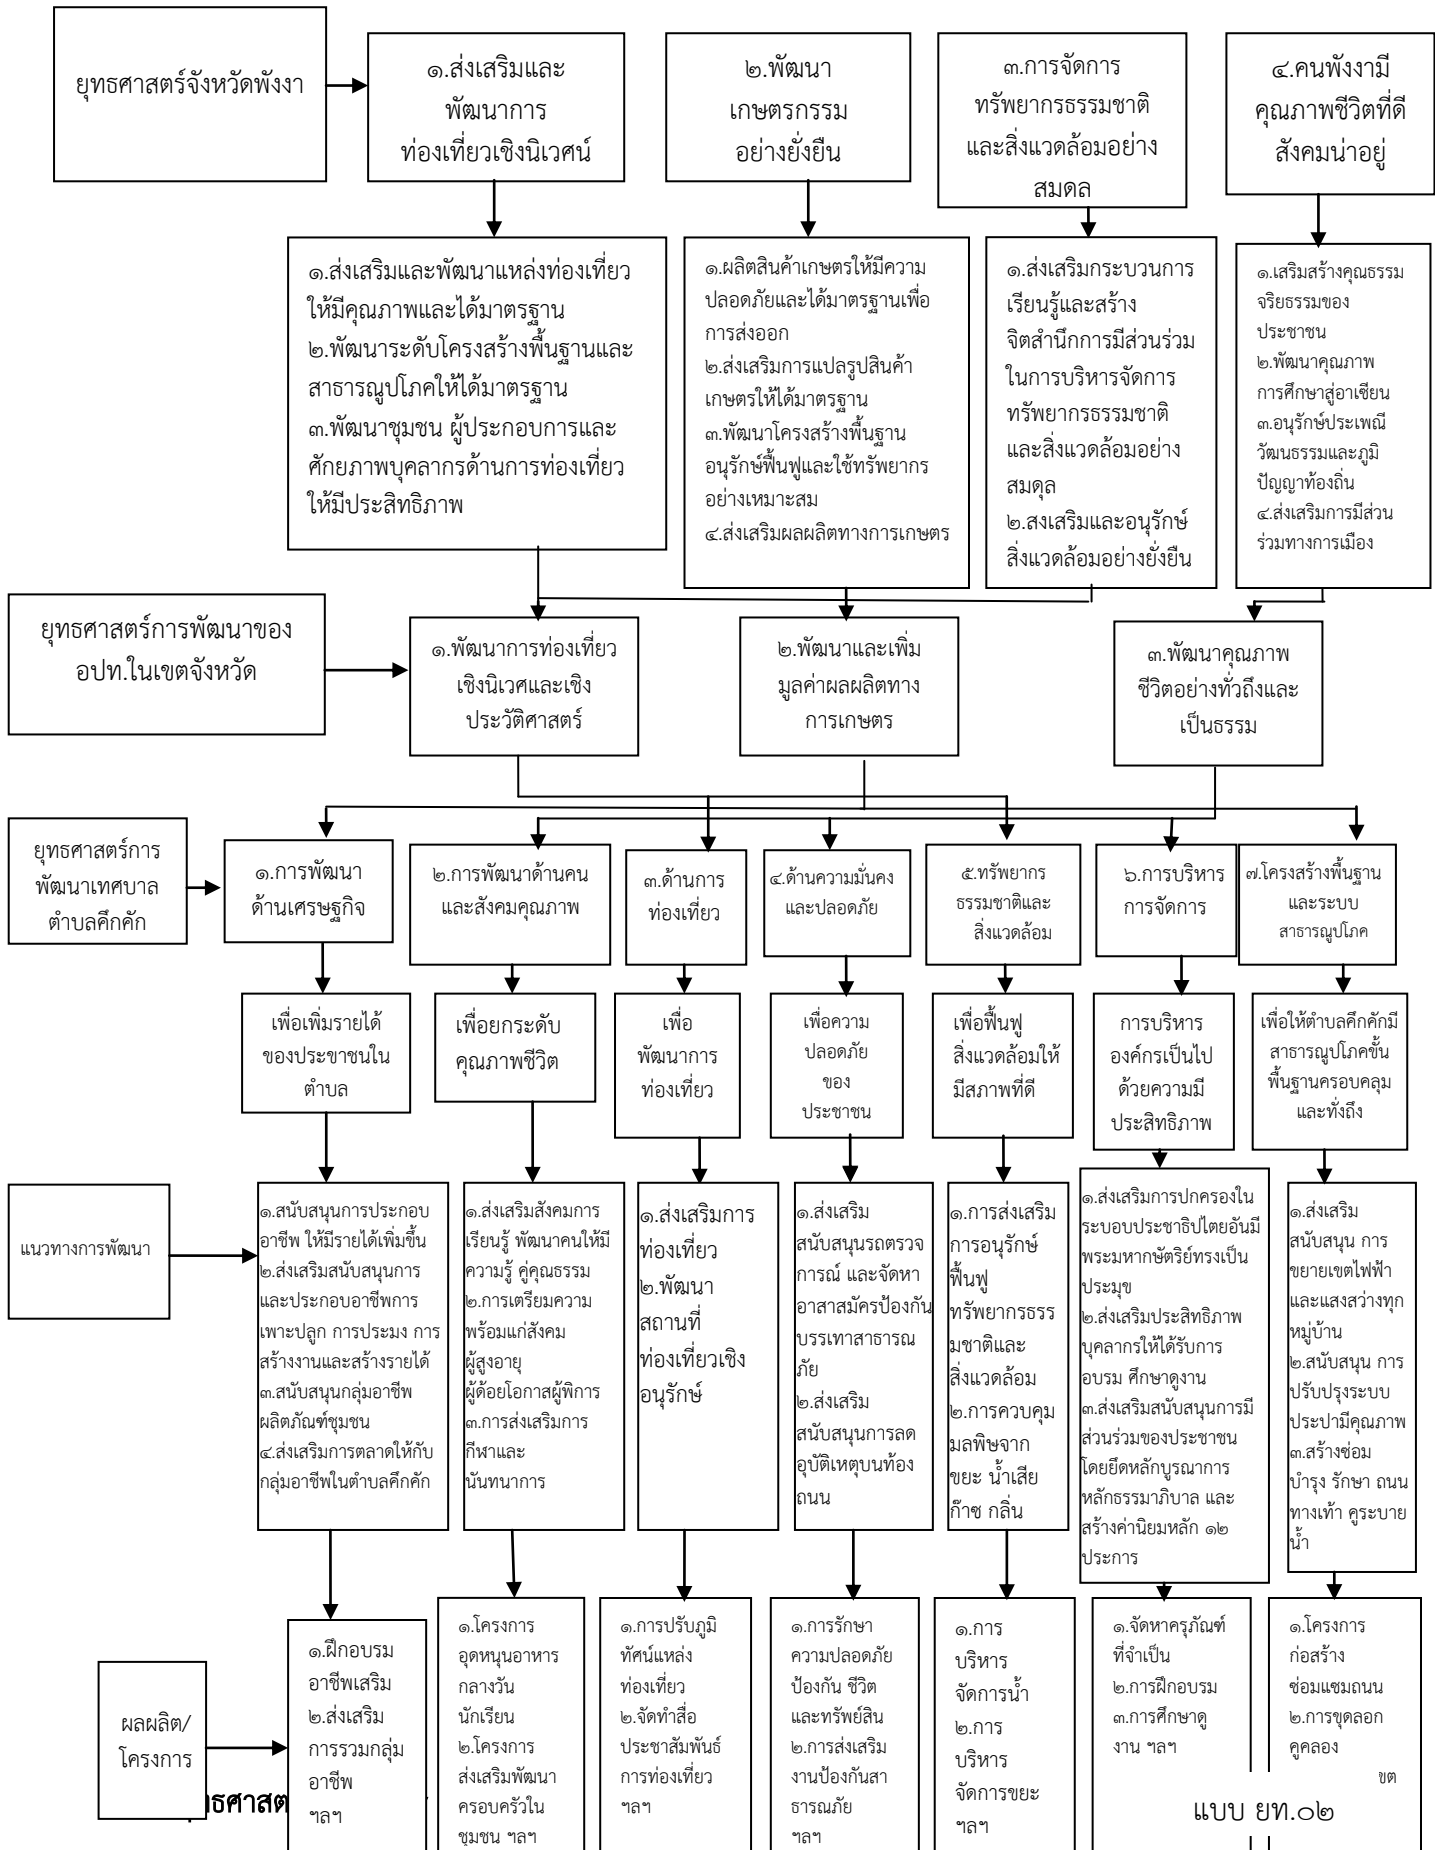 ยุทธศาสตร์จังหวัดพังงา
๑.ส่งเสริมและ
พัฒนาการ
ท่องเที่ยวเชิงนิเวศน์
๒.พัฒนา
เกษตรกรรม
อย่างยั่งยืน
๓.การจัดการ
ทรัพยากรธรรมชาติ
และสิ่งแวดล้อมอย่าง
สมดล
๔.คนพังงามี
คุณภาพชีวิตที่ดี
สังคมน่าอยู่
๑.ส่งเสริมและพัฒนาแหล่งท่องเที่ยว
ให้มีคุณภาพและได้มาตรฐาน
๒.พัฒนาระดับโครงสร้างพื้นฐานและ
สาธารณูปโภคให้ได้มาตรฐาน
๓.พัฒนาชุมชน ผู้ประกอบการและ
ศักยภาพบุคลากรด้านการท่องเที่ยว
ให้มีประสิทธิภาพ
๑.ผลิตสินค้าเกษตรให้มีความ
ปลอดภัยและได้มาตรฐานเพื่อ
การส่งออก
๒.ส่งเสริมการแปลรูปสินค้า
เกษตรให้ได้มาตรฐาน
๓.พัฒนาโครงสร้างพื้นฐาน
อนุรักษ์ฟื้นฟูและใช้ทรัพยากร
อย่างเหมาะสม
๔.ส่งเสริมผลผลิตทางการเกษตร
๑.ส่งเสริมกระบวนการ
เรียนรู้และสร้าง
จิตสำนึกการมีส่วนร่วม
ในการบริหารจัดการ
ทรัพยากรธรรมชาติ
และสิ่งแวดล้อมอย่าง
สมดุล
๒.สงเสริมและอนุรักษ์
สิ่งแวดล้อมอย่างยั่งยืน
๑.เสริมสร้างคุณธรรม
จริยธรรมของ
ประชาชน
๒.พัฒนาคุณภาพ
การศึกษาสู่อาเซียน
๓.อนุรักษ์ประเพณี
วัฒนธรรมและภูมิ
ปัญญาท้องถิ่น
๔.ส่งเสริมการมีส่วน
ร่วมทางการเมือง
ยุทธศาสตร์การพัฒนาของ
อปท.ในเขตจังหวัด
๑.พัฒนาการท่องเที่ยว
เชิงนิเวศและเชิง
ประวัติศาสตร์
๒.พัฒนาและเพิ่ม
มูลค่าผลผลิตทาง
การเกษตร
๓.พัฒนาคุณภาพ
ชีวิตอย่างทั่วถึงและ
เป็นธรรม
ยุทธศาสตร์การ
พัฒนาเทศบาล
ตำบลคึกคัก
๑.การพัฒนา
ด้านเศรษฐกิจ
๒.การพัฒนาด้านคน
และสังคมคุณภาพ
๓.ด้านการ
ท่องเที่ยว
๔.ด้านความมั่นคง
และปลอดภัย
๕.ทรัพยากร
ธรรมชาติและ
สิ่งแวดล้อม
๖.การบริหาร
การจัดการ
๗.โครงสร้างพื้นฐาน
และระบบ
สาธารณูปโภค
เพื่อเพิ่มรายได้
ของประขาชนใน
ตำบล
เพื่อยกระดับ
คุณภาพชีวิต
เพื่อ
พัฒนาการ
ท่องเที่ยว
เพื่อความ
ปลอดภัย
ของ
ประชาชน
เพื่อฟื้นฟู
สิ่งแวดล้อมให้
มีสภาพที่ดี
การบริหาร
องค์กรเป็นไป
ด้วยความมี
ประสิทธิภาพ
เพื่อให้ตำบลคึกคักมี
สาธารณูปโภคขั้น
พื้นฐานครอบคลุม
และทั่งถึง
แนวทางการพัฒนา
๑.สนับสนุนการประกอบ
อาชีพ ให้มีรายได้เพิ่มขึ้น
๒.ส่งเสริมสนับสนุนการ
และประกอบอาชีพการ
เพาะปลูก การประมง การ
สร้างงานและสร้างรายได้
๓.สนับสนุนกลุ่มอาชีพ
ผลิตภัณฑ์ชุมชน
๔.ส่งเสริมการตลาดให้กับ
กลุ่มอาชีพในตำบลคึกคัก
๑.ส่งเสริมสังคมการ
เรียนรู้ พัฒนาคนให้มี
ความรู้ คู่คุณธรรม
๒.การเตรียมความ
พร้อมแก่สังคม
ผู้สูงอายุ
ผู้ด้อยโอกาสผู้พิการ
๓.การส่งเสริมการ
กีฬาและ
นันทนาการ
๑.ส่งเสริมการ
ท่องเที่ยว
๒.พัฒนา
สถานที่
ท่องเที่ยวเชิง
อนุรักษ์
๑.ส่งเสริม
สนับสนุนรถตรวจ
การณ์ และจัดหา
อาสาสมัครป้องกัน
บรรเทาสาธารณ
ภัย
๒.ส่งเสริม
สนับสนุนการลด
อุบัติเหตุบนท้อง
ถนน
๑.การส่งเสริม
การอนุรักษ์
ฟื้นฟู
ทรัพยากรธรร
มชาติและ
สิ่งแวดล้อม
๒.การควบคุม
มลพิษจาก
ขยะ น้ำเสีย
ก๊าซ กลิ่น
๑.ส่งเสริมการปกครองใน
ระบอบประชาธิปไตยอันมี
พระมหากษัตริย์ทรงเป็น
ประมุข
๒.ส่งเสริมประสิทธิภาพ
บุคลากรให้ได้รับการ
อบรม ศึกษาดูงาน
๓.ส่งเสริมสนับสนุนการมี
ส่วนร่วมของประชาชน
โดยยึดหลักบูรณาการ
หลักธรรมาภิบาล และ
สร้างค่านิยมหลัก ๑๒
ประการ
๑.ส่งเสริม
สนับสนุน การ
ขยายเขตไฟฟ้า
และแสงสว่างทุก
หมู่บ้าน
๒.สนับสนุน การ
ปรับปรุงระบบ
ประปามีคุณภาพ
๓.สร้างซ่อม
บำรุง รักษา ถนน
ทางเท้า คูระบาย
น้ำ
ผลผลิต/
โครงการ
๑.ฝึกอบรม
อาชีพเสริม
๒.ส่งเสริม
การรวมกลุ่ม
อาชีพ
ฯลฯ
๑.โครงการ
อุดหนุนอาหาร
กลางวัน
นักเรียน
๒.โครงการ
ส่งเสริมพัฒนา
ครอบครัวใน
ชุมชน ฯลฯ
๑.การปรับภูมิ
ทัศน์แหล่ง
ท่องเที่ยว
๒.จัดทำสื่อ
ประชาสัมพันธ์
การท่องเที่ยว
ฯลฯ
๑.การรักษา
ความปลอดภัย
ป้องกัน ชีวิต
และทรัพย์สิน
๒.การส่งเสริม
งานป้องกันสา
ธารณภัย
ฯลฯ
๑.การ
บริหาร
จัดการน้ำ
๒.การ
บริหาร
จัดการขยะ
ฯลฯ
๑.จัดหาครุภัณฑ์
ที่จำเป็น
๒.การฝึกอบรม
๓.การศึกษาดู
งาน ฯลฯ
๑.โครงการ
ก่อสร้าง
ซ่อมแซมถนน
๒.การขุดลอก
คูคลอง
ขต
ธศาสต
แบบ ยท.๐๒